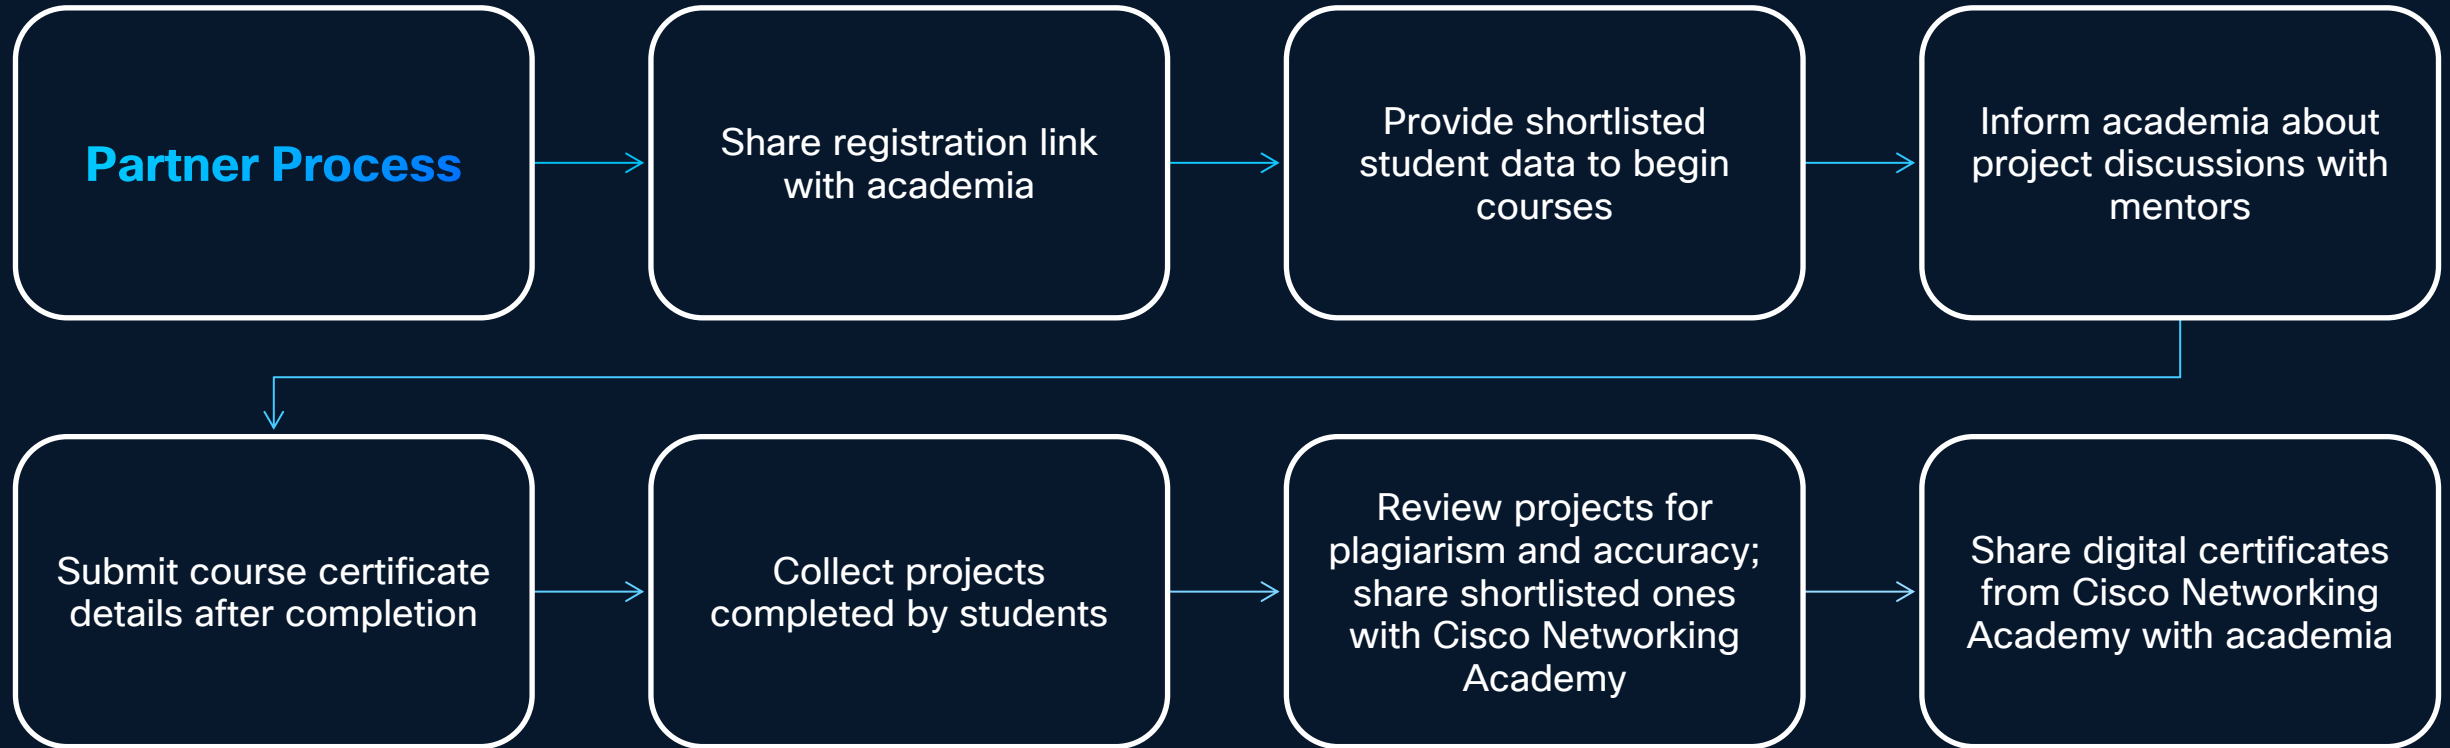 Partner Process
Share registration link
with academia
Provide shortlisted
student data to begin
courses
Inform academia about
project discussions with
mentors
Submit course certificate
details after completion
Collect projects
completed by students
Review projects for
plagiarism and accuracy;
share shortlisted ones
with Cisco Networking
Academy
Share digital certificates
from Cisco Networking
Academy with academia